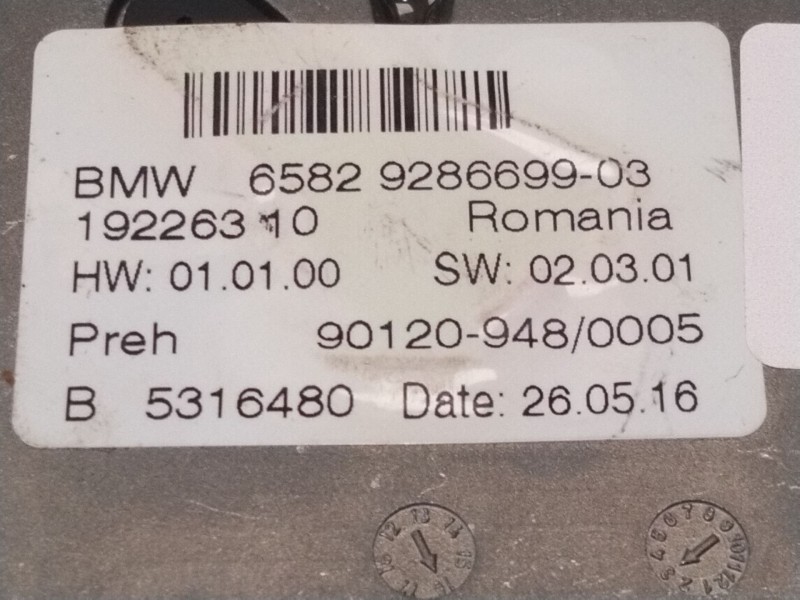 BMW 6582 9286699-03
192263 10 Romania
HW: 01.01.00 SW: 02.03.01
Preh 90120-948/0005
B 5316480 Date: 26.05.16